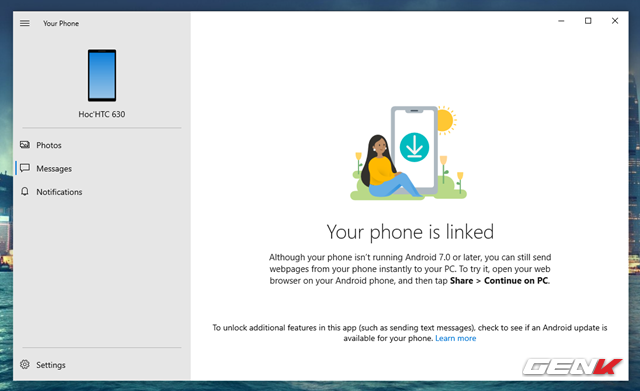 Your Phone
Hoc'HTC 630
Photos
Messages
Notifications
Settings
Your phone is linked
Although your phone isn't running Android 7.0 or later, you can still send
webpages from your phone instantly to your PC. To try it, open your web
browser on your Android phone, and then tap Share > Continue on PC.
To unlock additional features in this app (such as sending text messages), check to see if an Android update is
available for your phone. Learn more
GENK